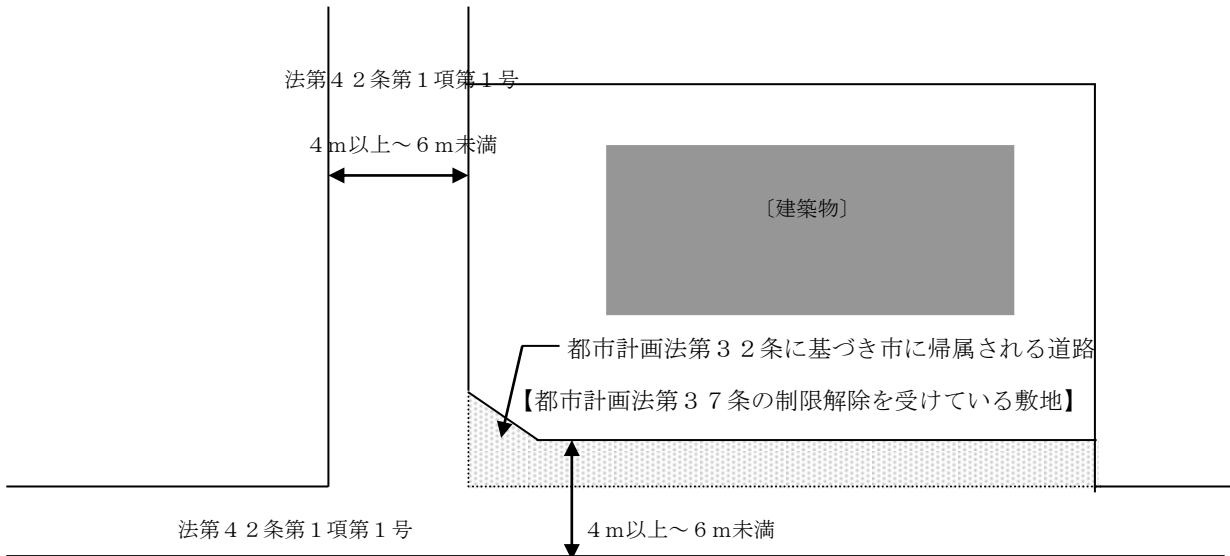 法第４２条第１項第１号
４ｍ以上～６ｍ未満
〔建築物〕
都市計画法第３２条に基づき市に帰属される道路
【都市計画法第３７条の制限解除を受けている敷地】
法第４２条第１項第１号
４ｍ以上～６ｍ未満